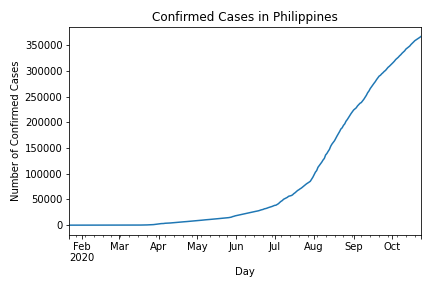 Confirmed Cases in Philippines
Number of Confirmed Cases
350000
300000
250000
200000
150000
100000
50000
0
Feb Mar Apr May Jun Jul Aug Sep Oct
2020
Day